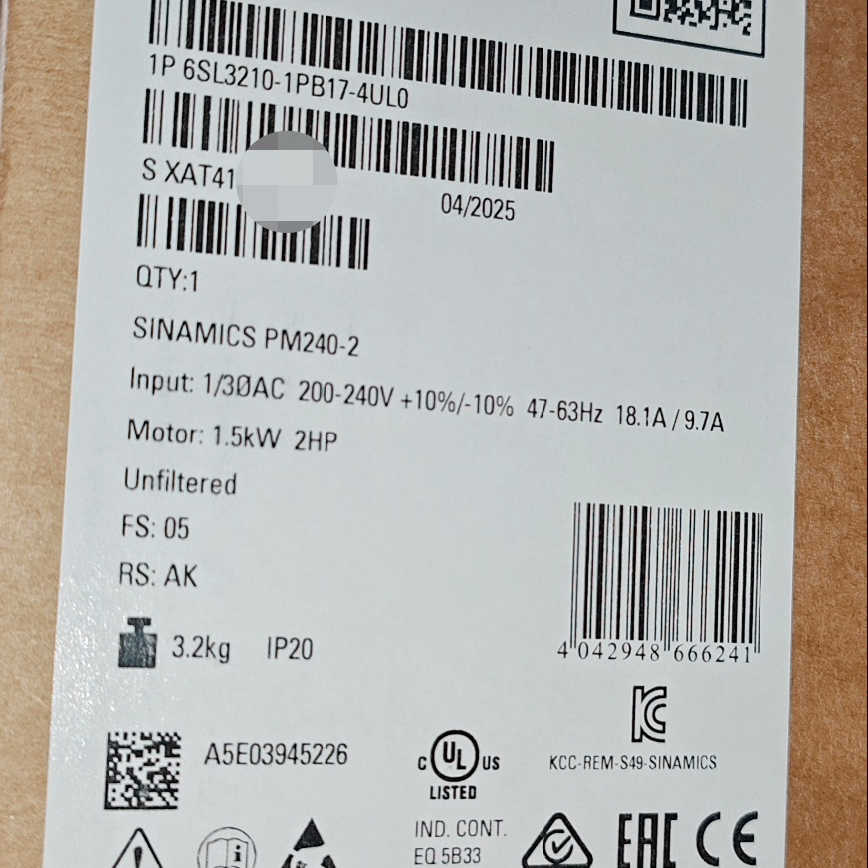 1P 6SL3210-1PB17-4UL0
S XAT41
04/2025
QTY:1
SINAMICS PM240-2
Input: 1/3ØAC 200-240V +10%/-10% 47-63Hz 18.1A / 9.7A
Motor: 1.5kW 2HP
Unfiltered
FS: 05
RS: AK
3.2kg IP20
4 042948 666241
A5E03945226
C UL US
LISTED
KCC-REM-S49-SINAMICS
IND. CONT.
EQ 5B33
EAC CE